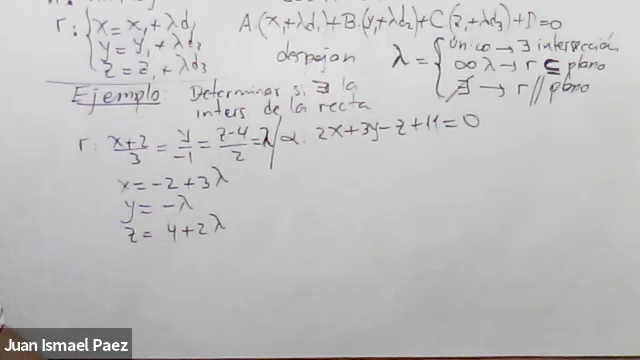 r: { x = x₁ + λd₁ A.(x₁+λd₁)+B.(y₁+λd₂)+C.(z₁+λd₃)+D=0
y = y₁ + λd₂ despejan λ = { único → ∃ intersección
z = z₁ + λd₃ ∞ λ → r ⊆ plano
∄ → r // plano
Ejemplo: Determinar si ∃ la
inters de la recta
r: (x+2)/3 = y/-1 = (z-4)/2 = λ / α: 2x+3y-z+11=0
x = -2+3λ
y = -λ
z = 4+2λ
Juan Ismael Paez